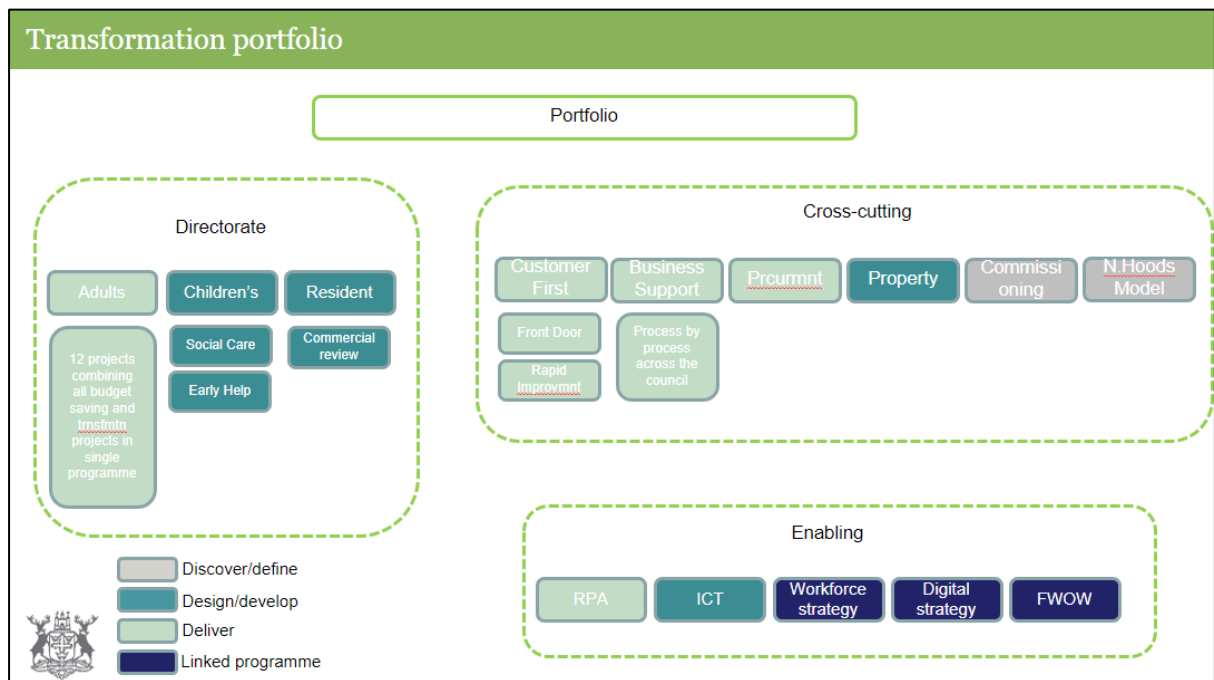 Transformation portfolio
Portfolio
Directorate
Adults
Children's
Resident
12 projects
combining
all budget
saving and
trnsfmtn
projects in
single
programme
Social Care
Early Help
Commercial
review
Cross-cutting
Customer
First
Business
Support
Prcurmnt
Property
Commissi
oning
N.Hoods
Model
Front Door
Rapid
Improvmnt
Process by
process
across the
council
Enabling
RPA
ICT
Workforce
strategy
Digital
strategy
FWOW
Discover/define
Design/develop
Deliver
Linked programme